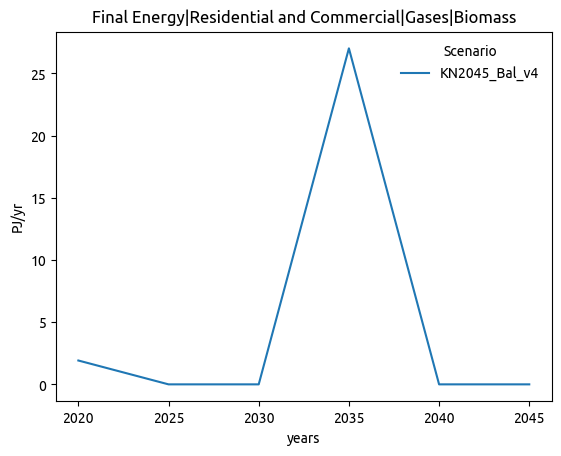 Final Energy|Residential and Commercial|Gases|Biomass
Scenario
KN2045_Bal_v4
25
20
15
10
5
0
PJ/yr
2020 2025 2030 2035 2040 2045
years